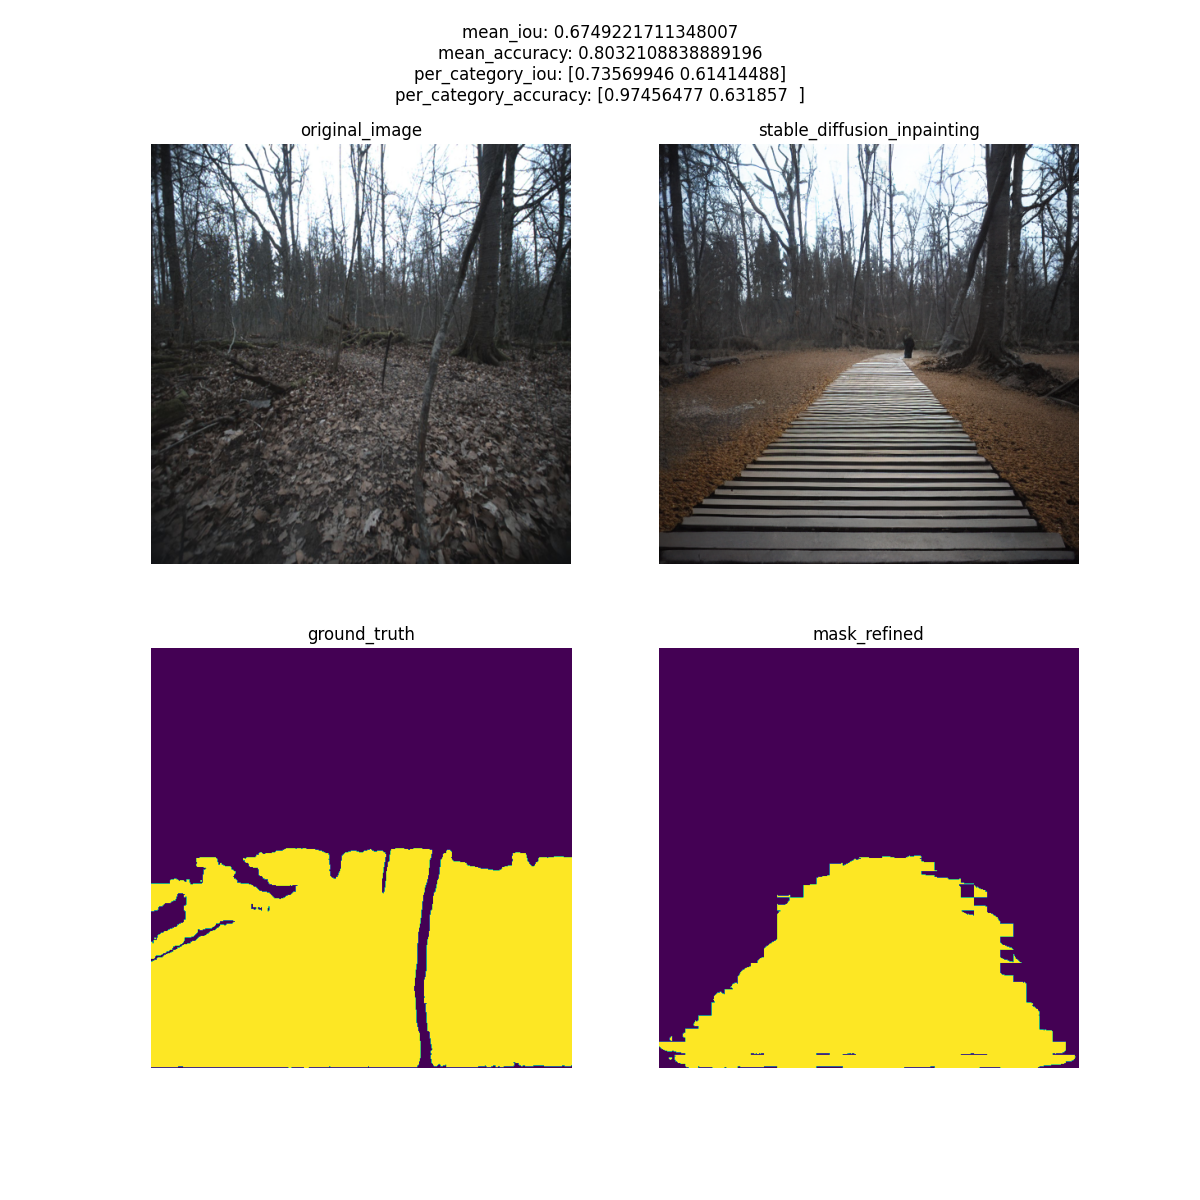 mean_iou: 0.6749221711348007
mean_accuracy: 0.8032108838889196
per_category_iou: [0.73569946 0.61414488]
per_category_accuracy: [0.97456477 0.631857  ]
original_image
stable_diffusion_inpainting
ground_truth
mask_refined